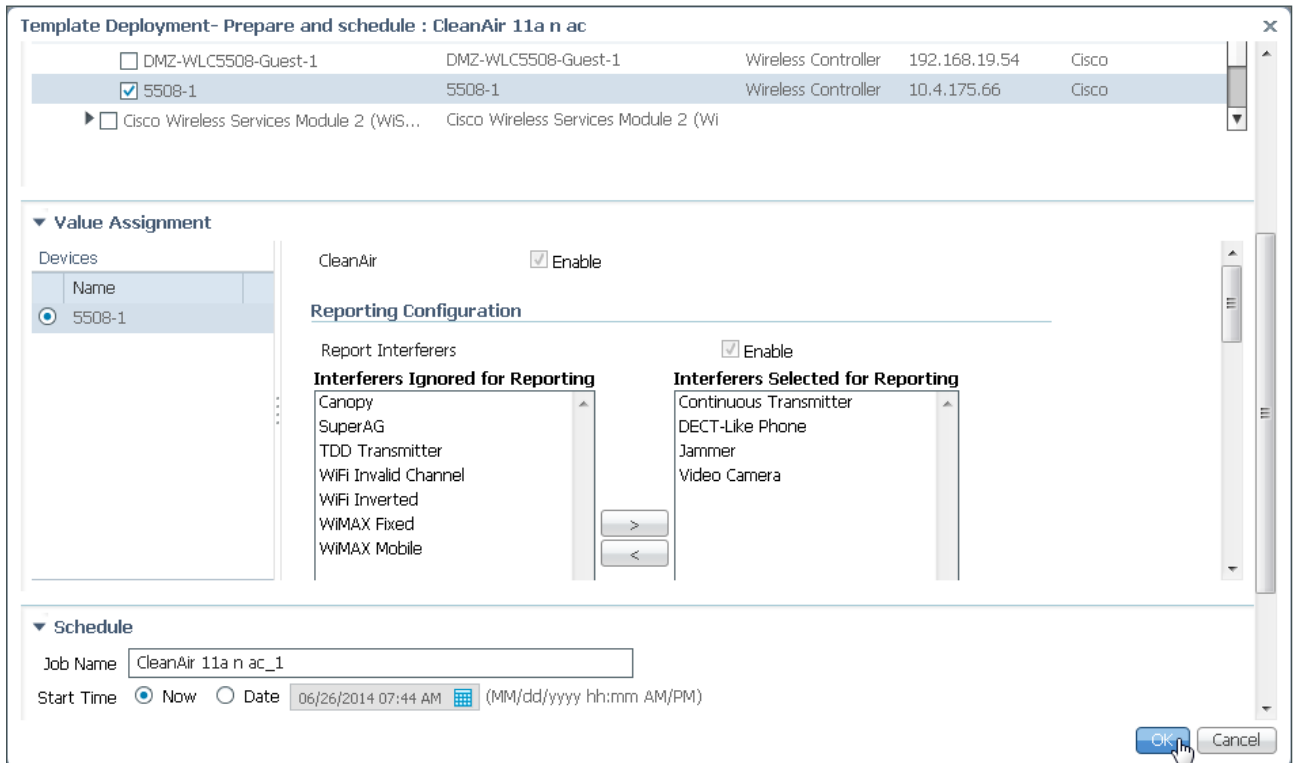 Template Deployment- Prepare and schedule : CleanAir 11a n ac
DMZ-WLC5508-Guest-1 DMZ-WLC5508-Guest-1 Wireless Controller 192.168.19.54 Cisco
5508-1 5508-1 Wireless Controller 10.4.175.66 Cisco
Cisco Wireless Services Module 2 (WiS... Cisco Wireless Services Module 2 (Wi
Value Assignment
Devices
Name
5508-1
CleanAir Enable
Reporting Configuration
Report Interferers Enable
Interferers Ignored for Reporting
Canopy
SuperAG
TDD Transmitter
WiFi Invalid Channel
WiFi Inverted
WiMAX Fixed
WiMAX Mobile
>
<
Interferers Selected for Reporting
Continuous Transmitter
DECT-Like Phone
Jammer
Video Camera
Schedule
Job Name CleanAir 11a n ac_1
Start Time Now Date 06/26/2014 07:44 AM (MM/dd/yyyy hh:mm AM/PM)
OK Cancel